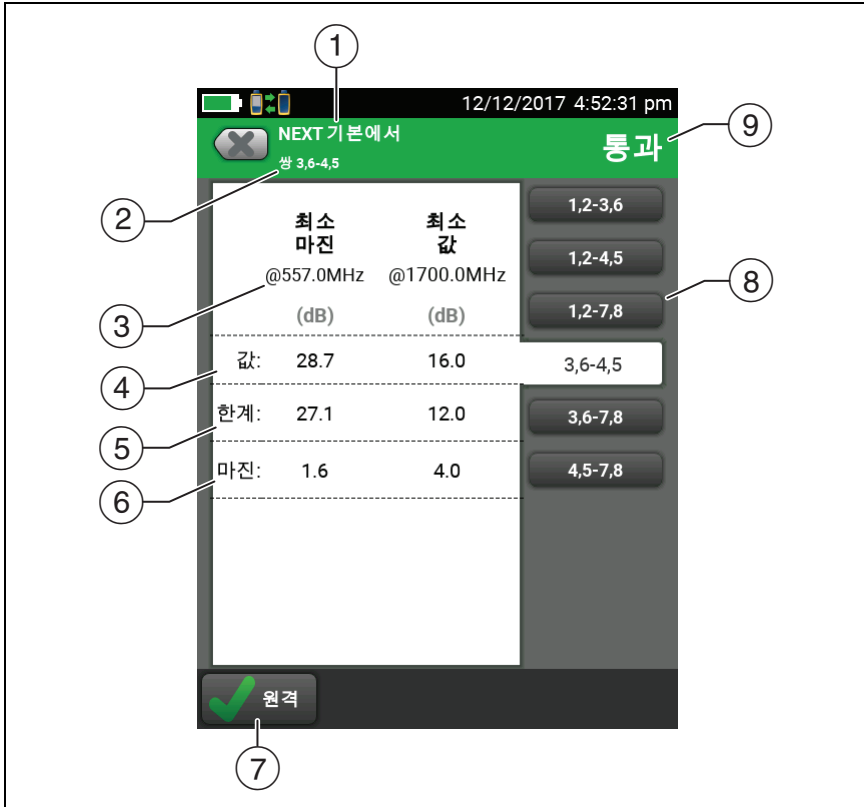 1
12/12/2017 4:52:31 pm
NEXT 기본에서
쌍 3,6-4,5
통과
9
2
최소 마진
최소 값
@557.0MHz @1700.0MHz
(dB) (dB)
3
1,2-3,6
1,2-4,5
1,2-7,8
8
값: 28.7 16.0
3,6-4,5
4
한계: 27.1 12.0
3,6-7,8
5
마진: 1.6 4.0
4,5-7,8
6
원격
7